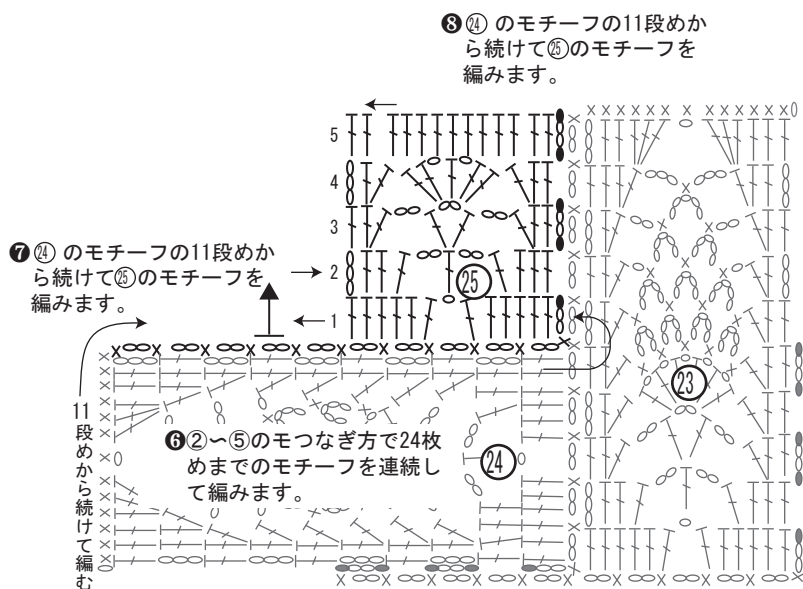 ❽㉔ のモチーフの11段めか
ら続けて㉕のモチーフを
編みます。
5
4
3
2
1
㉕
❼㉔ のモチーフの11段めか
ら続けて㉕のモチーフを
編みます。
11段めから続けて編む
㉓
❻②〜⑤のモつなぎ方で24枚
めまでのモチーフを連続し
て編みます。
㉔